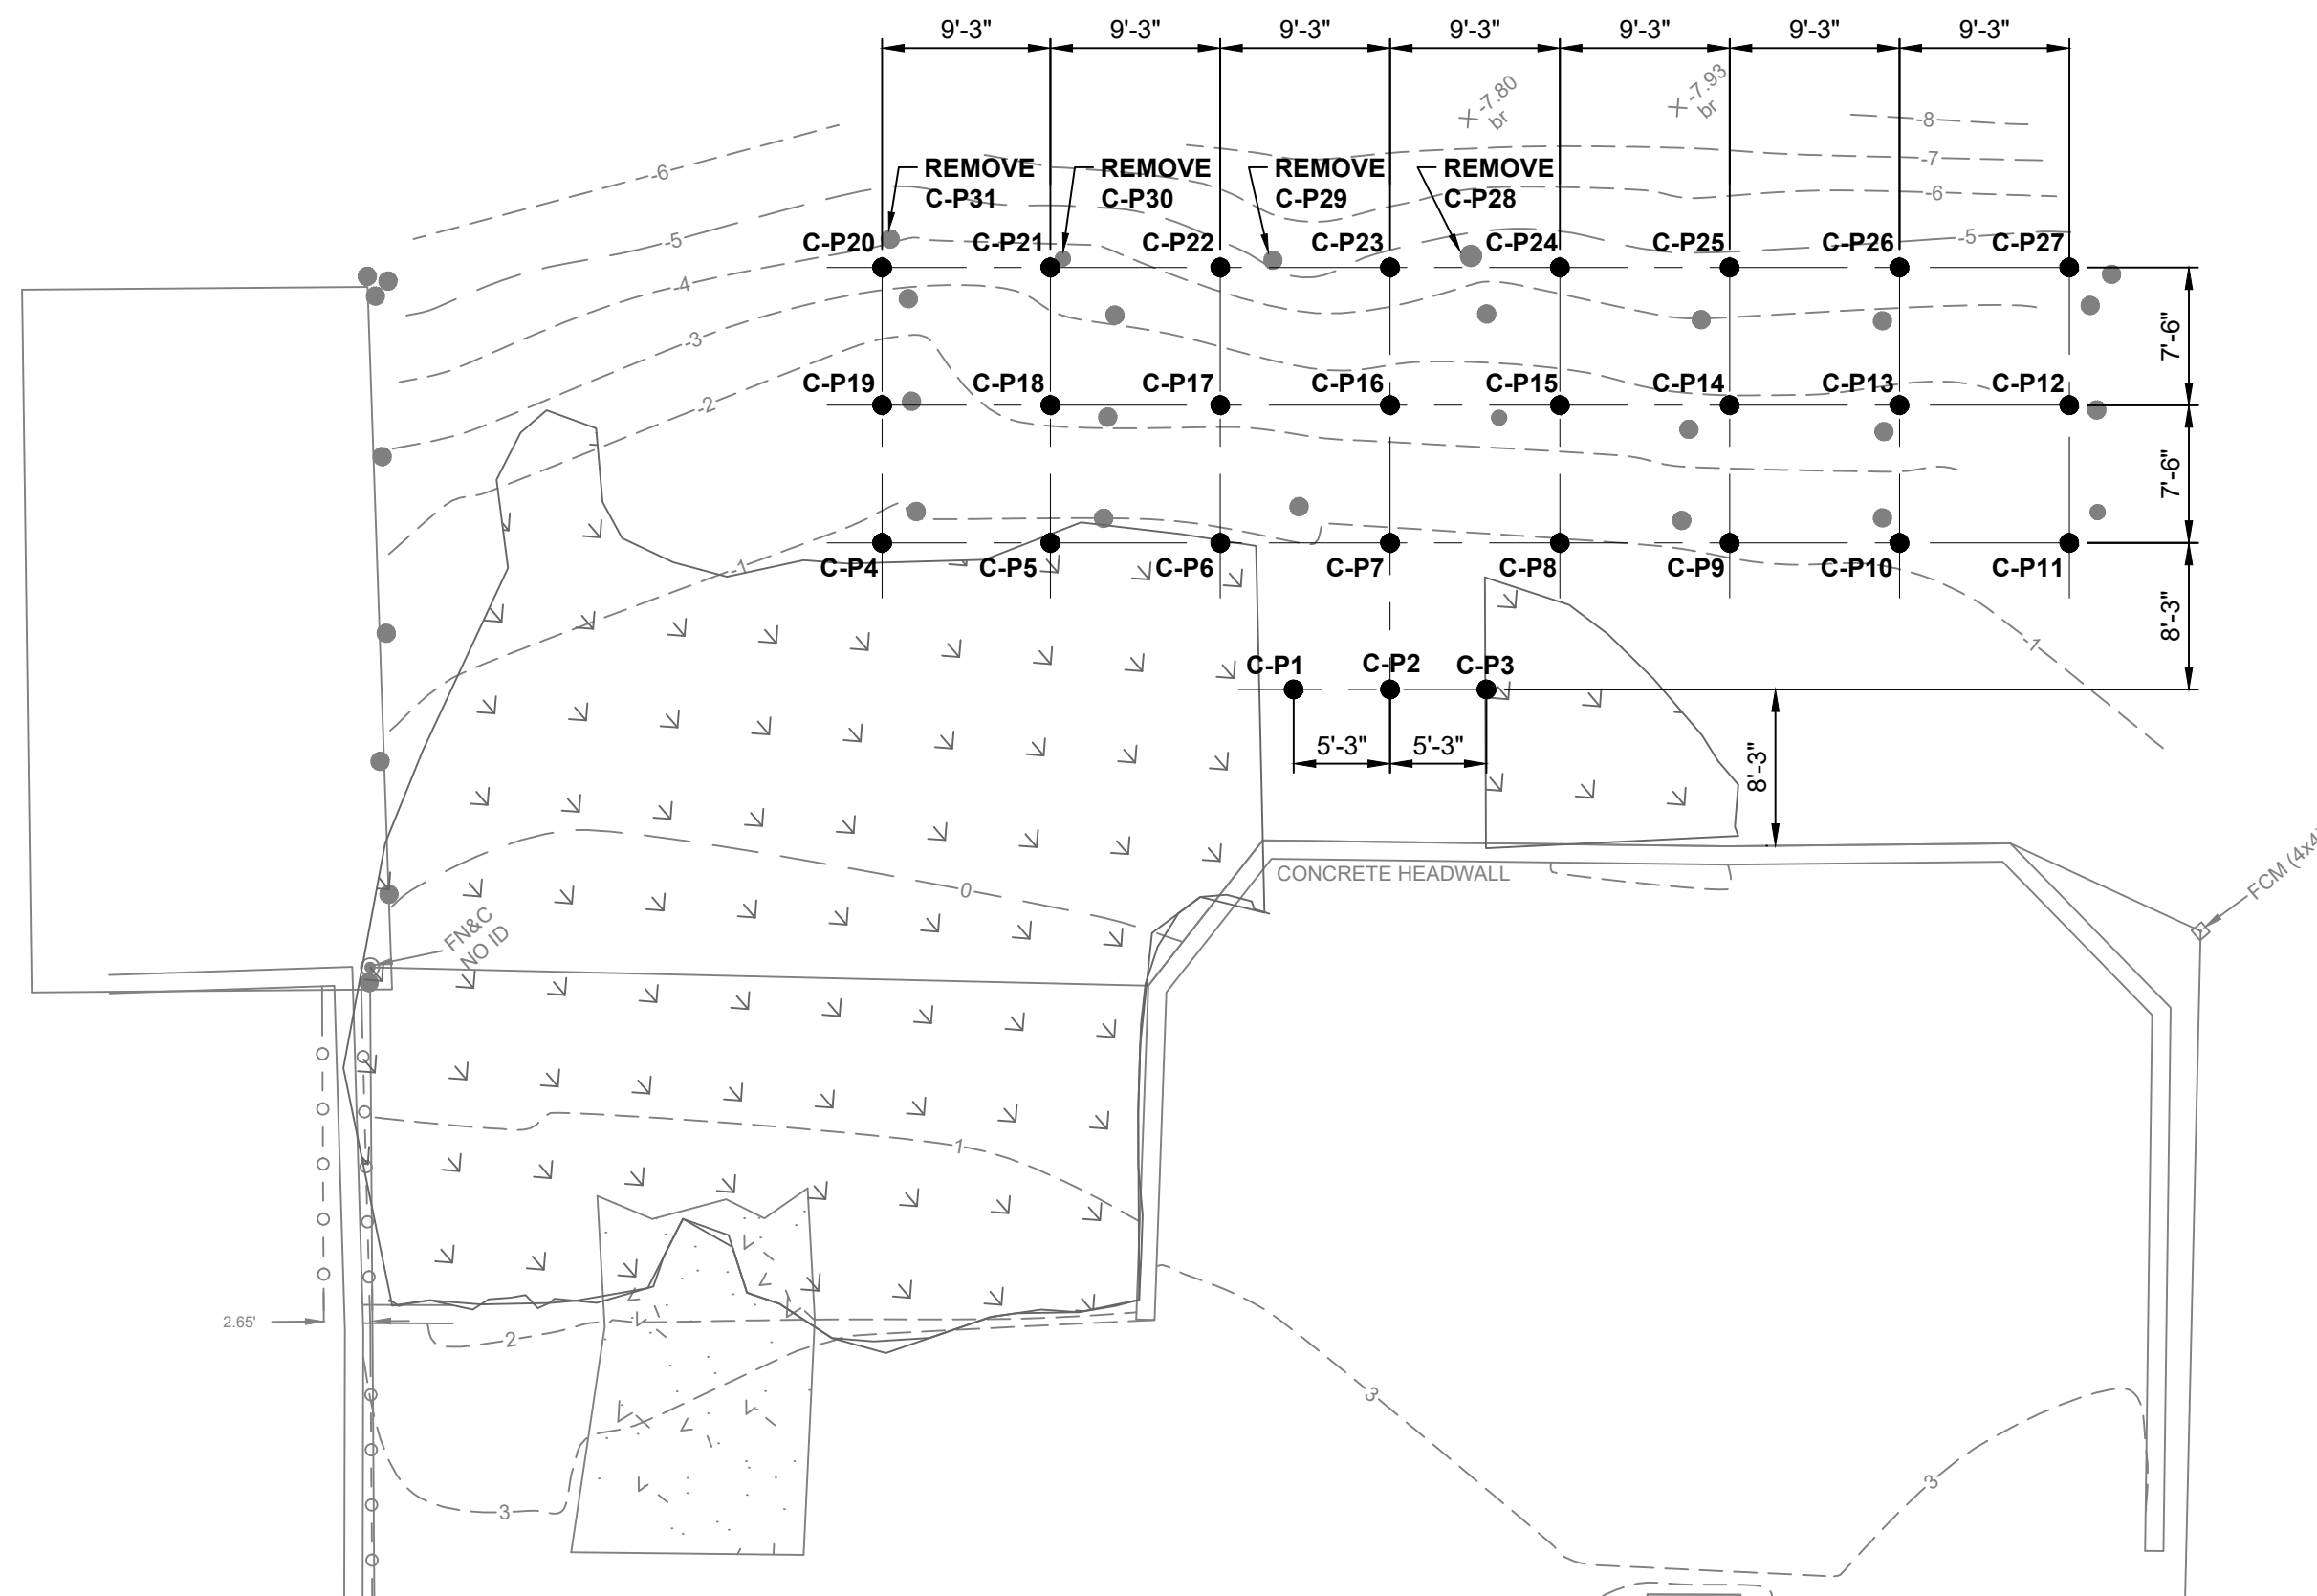 9'-3" 9'-3" 9'-3" 9'-3" 9'-3" 9'-3" 9'-3"
-7.80
br
-7.93
br
-8
-7
-6
-6
-5
-5
-4
-3
-2
-1
-1
REMOVE
C-P31
REMOVE
C-P30
REMOVE
C-P29
REMOVE
C-P28
C-P20 C-P21 C-P22 C-P23 C-P24 C-P25 C-P26 C-P27
7'-6"
C-P19 C-P18 C-P17 C-P16 C-P15 C-P14 C-P13 C-P12
7'-6"
C-P4 C-P5 C-P6 C-P7 C-P8 C-P9 C-P10 C-P11
8'-3"
C-P1 C-P2 C-P3
5'-3" 5'-3"
8'-3"
CONCRETE HEADWALL
FCM (4x4
0
FN&C
NO ID
1
2.65'
2
3
3
3